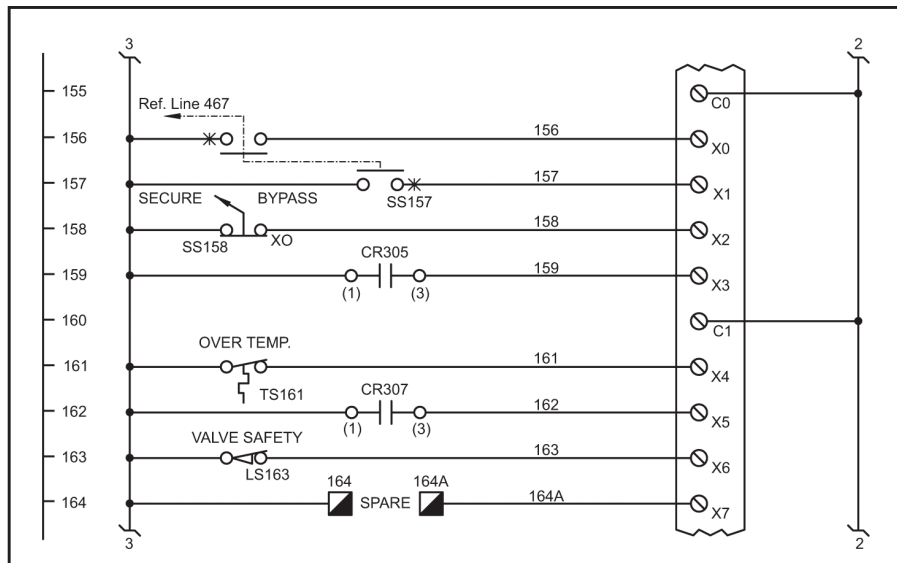 3 2
155 C0
Ref. Line 467
156 156 X0
157 157 X1
SECURE BYPASS SS157
158 158 X2
SS158 XO
CR305
159 159 X3
(1) (3)
160 C1
OVER TEMP.
161 161 X4
TS161 CR307
162 162 X5
(1) (3)
VALVE SAFETY
163 163 X6
LS163
164 164A
164 SPARE 164A X7
3 2